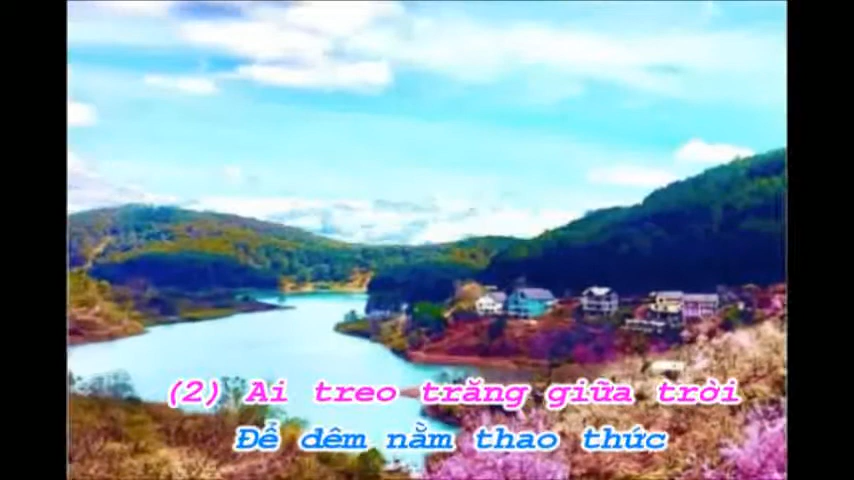 (2) Ai treo trăng giữa trời
Để đêm nằm thao thức